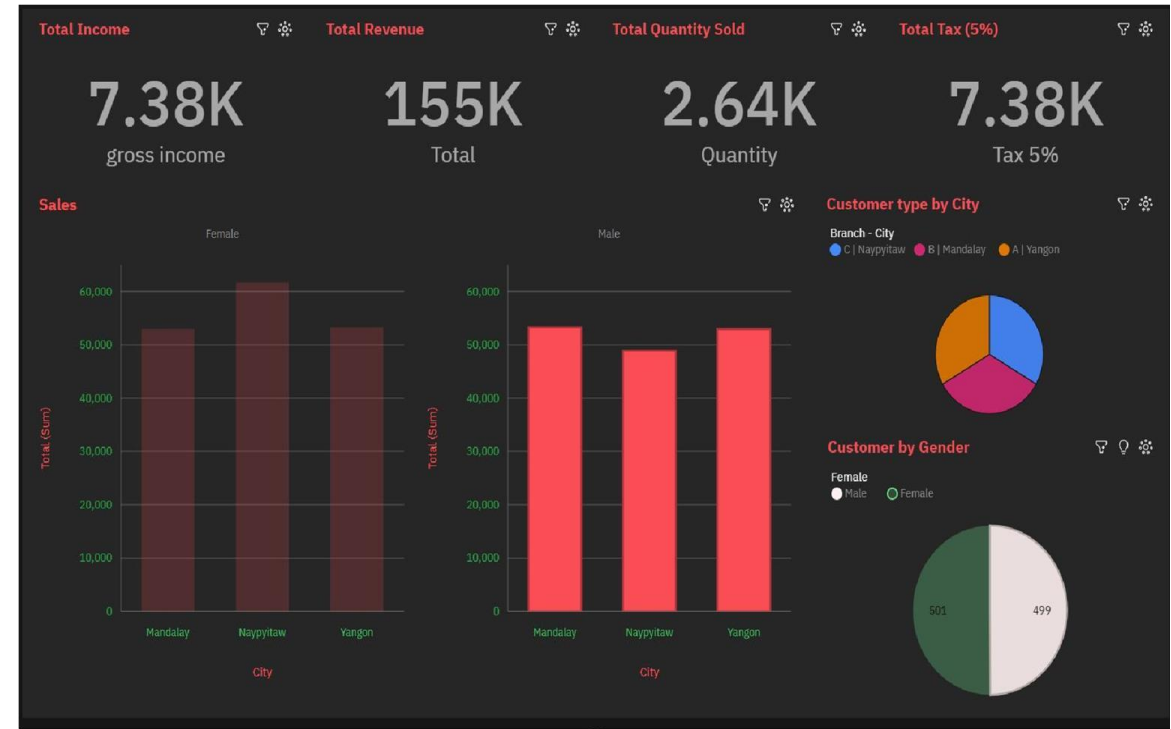 Total Income
7.38K
gross income
Total Revenue
155K
Total
Total Quantity Sold
2.64K
Quantity
Total Tax (5%)
7.38K
Tax 5%
Sales
Female
Total (Sum)
60,000
50,000
40,000
30,000
20,000
10,000
0
Mandalay Naypyitaw Yangon
City
Male
Total (Sum)
60,000
50,000
40,000
30,000
20,000
10,000
0
Mandalay Naypyitaw Yangon
City
Customer type by City
Branch - City
C | Naypyitaw B | Mandalay A | Yangon
Customer by Gender
Female
Male Female
501 499